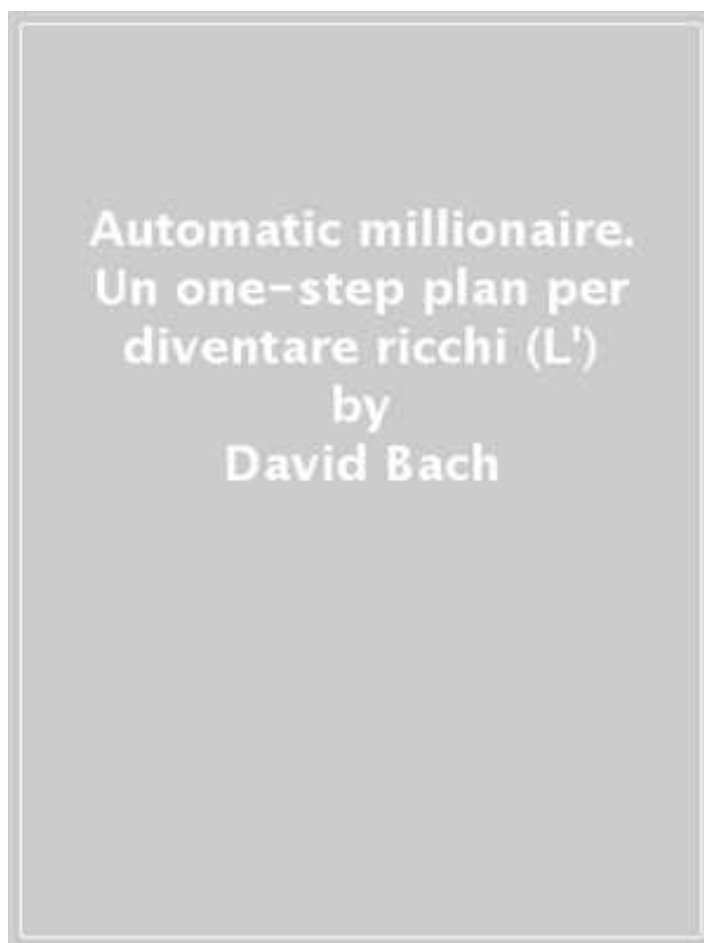 Automatic millionaire.
Un one-step plan per
diventare ricchi (L')
by
David Bach